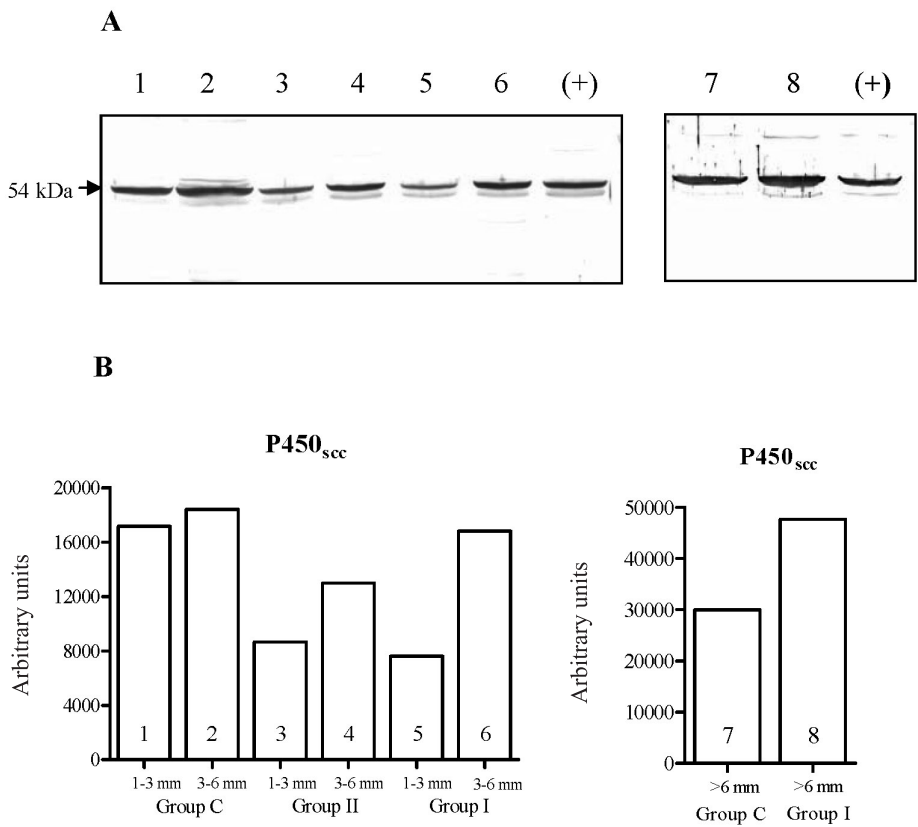 A
1 2 3 4 5 6 (+) 7 8 (+)
54 kDa
B
P450scc
20000
16000
12000
8000
4000
0
Arbitrary units
1 2 3 4 5 6
1-3 mm 3-6 mm 1-3 mm 3-6 mm 1-3 mm 3-6 mm
Group C Group II Group I
P450scc
50000
40000
30000
20000
10000
0
Arbitrary units
7 8
>6 mm >6 mm
Group C Group I